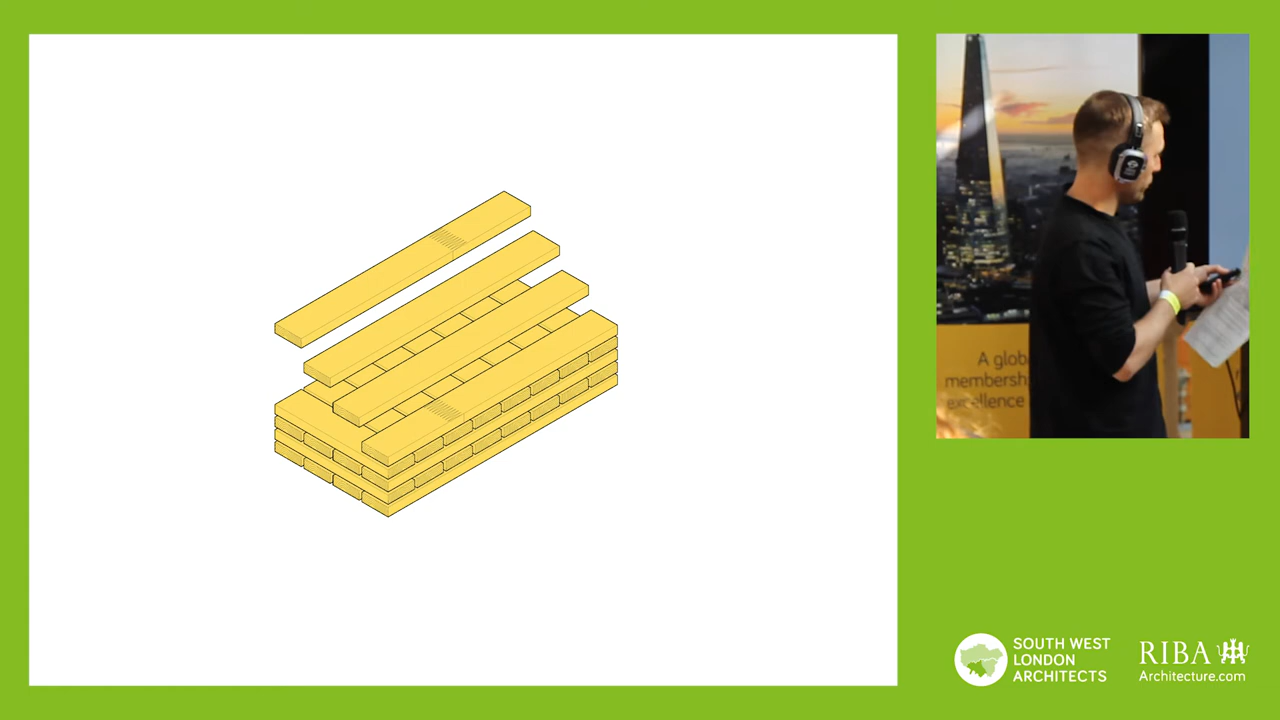 A glob
membersh
excellence
SOUTH WEST
LONDON
ARCHITECTS
RIBA
Architecture.com